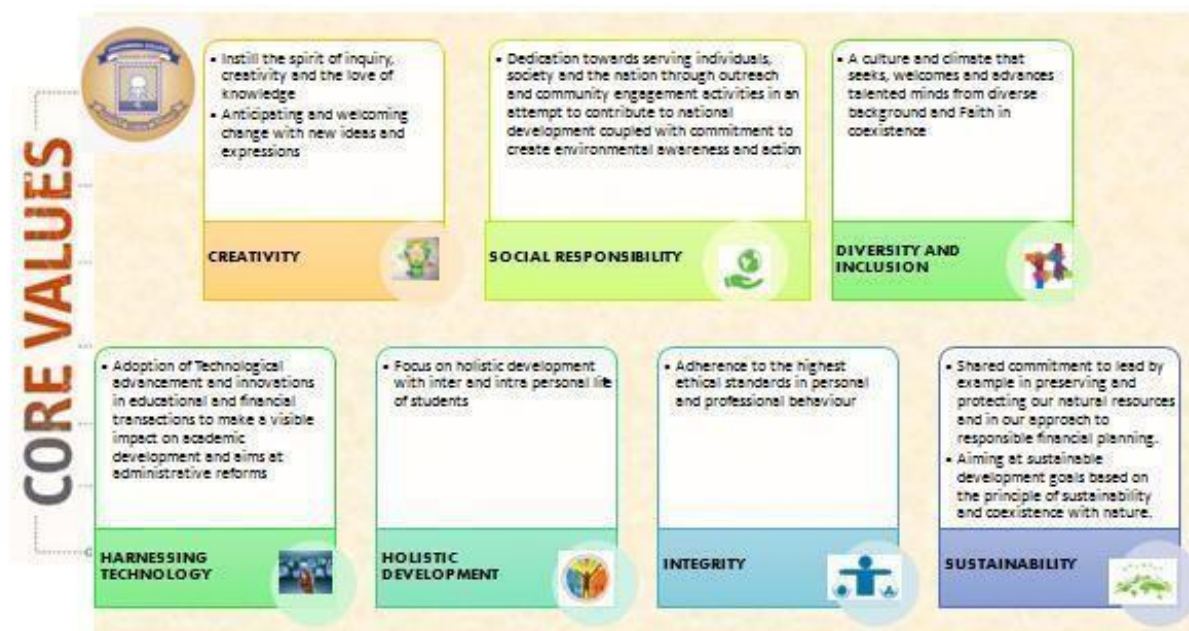 CORE VALUES
• Instill the spirit of inquiry,
creativity and the love of
knowledge
• Anticipating and welcoming
change with new ideas and
expressions
CREATIVITY
• Dedication towards serving individuals,
society and the nation through outreach
and community engagement activities in an
attempt to contribute to national
development coupled with commitment to
create environmental awareness and action
SOCIAL RESPONSIBILITY
• A culture and climate that
seeks, welcomes and advances
talented minds from diverse
background and Faith in
coexistence
DIVERSITY AND
INCLUSION
• Adoption of Technological
advancement and innovations
in educational and financial
transactions to make a visible
impact on academic
development and aims at
administrative reforms
HARNESSING
TECHNOLOGY
• Focus on holistic development
with inter and intra personal life
of students
HOLISTIC
DEVELOPMENT
• Adherence to the highest
ethical standards in personal
and professional behaviour
INTEGRITY
• Shared commitment to lead by
example in preserving and
protecting our natural resources
and in our approach to
responsible financial planning.
• Aiming at sustainable
development goals based on
the principle of sustainability
and coexistence with nature.
SUSTAINABILITY